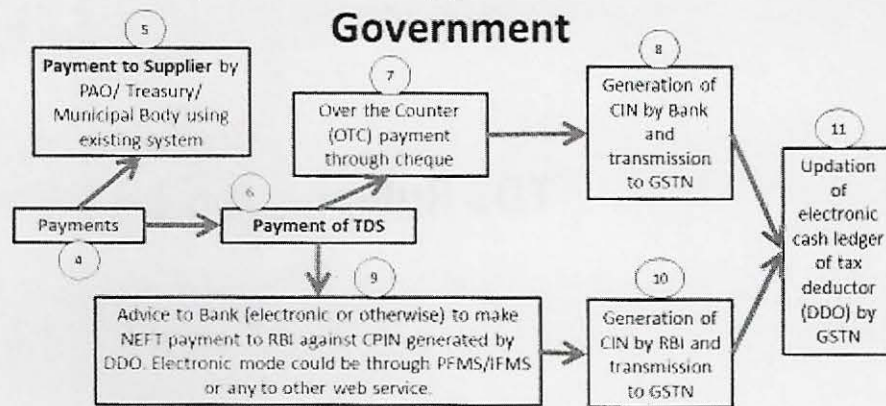 Government
5
Payment to Supplier by
PAO/ Treasury/
Municipal Body using
existing system
7
Over the Counter
(OTC) payment
through cheque
8
Generation of
CIN by Bank
and
transmission
to GSTN
11
Updation
of
electronic
cash ledger
of tax
deductor
(DDO) by
GSTN
Payments
4
6
Payment of TDS
9
Advice to Bank (electronic or otherwise) to make
NEFT payment to RBI against CPIN generated by
DDO. Electronic mode could be through PFMS/IFMS
or any to other web service.
10
Generation of
CIN by RBI and
transmission
to GSTN